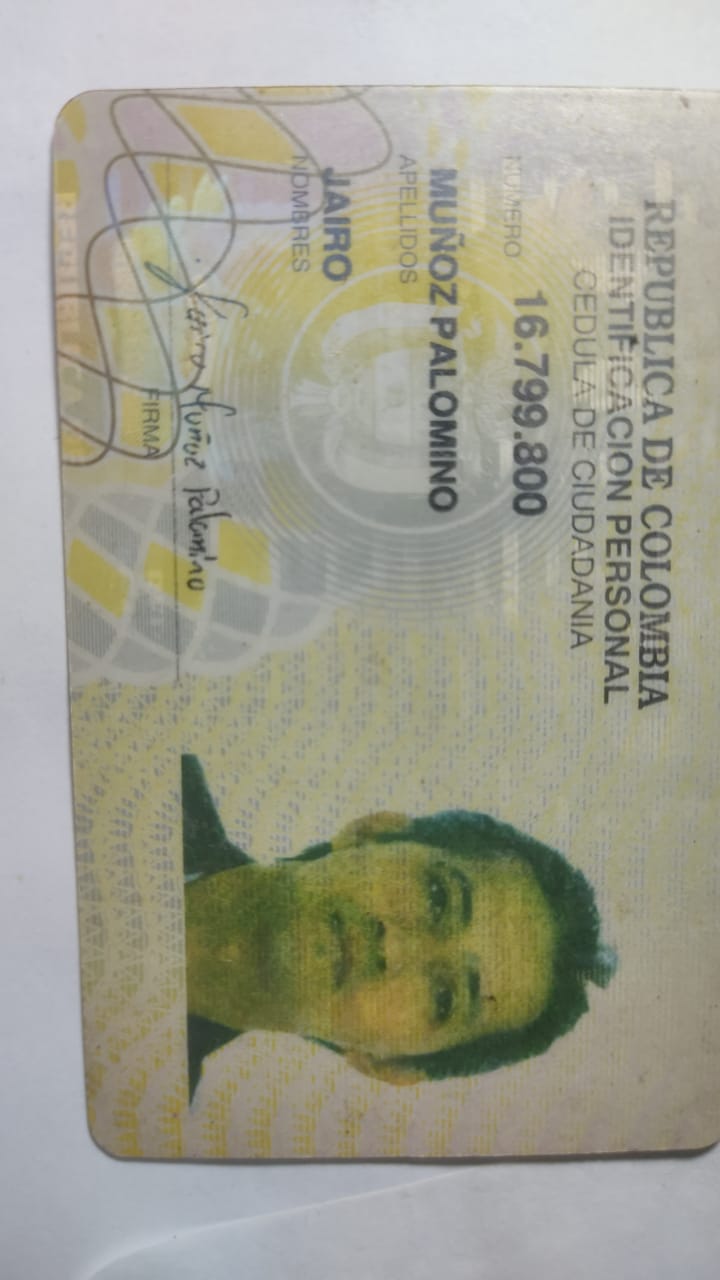 REPUBLICA DE COLOMBIA
IDENTIFICACION PERSONAL
CEDULA DE CIUDADANIA
NUMERO 16.799.800
MUÑOZ PALOMINO
APELLIDOS
JAIRO
NOMBRES
Jairo Muñoz Palomino
FIRMA
REPUBLICA